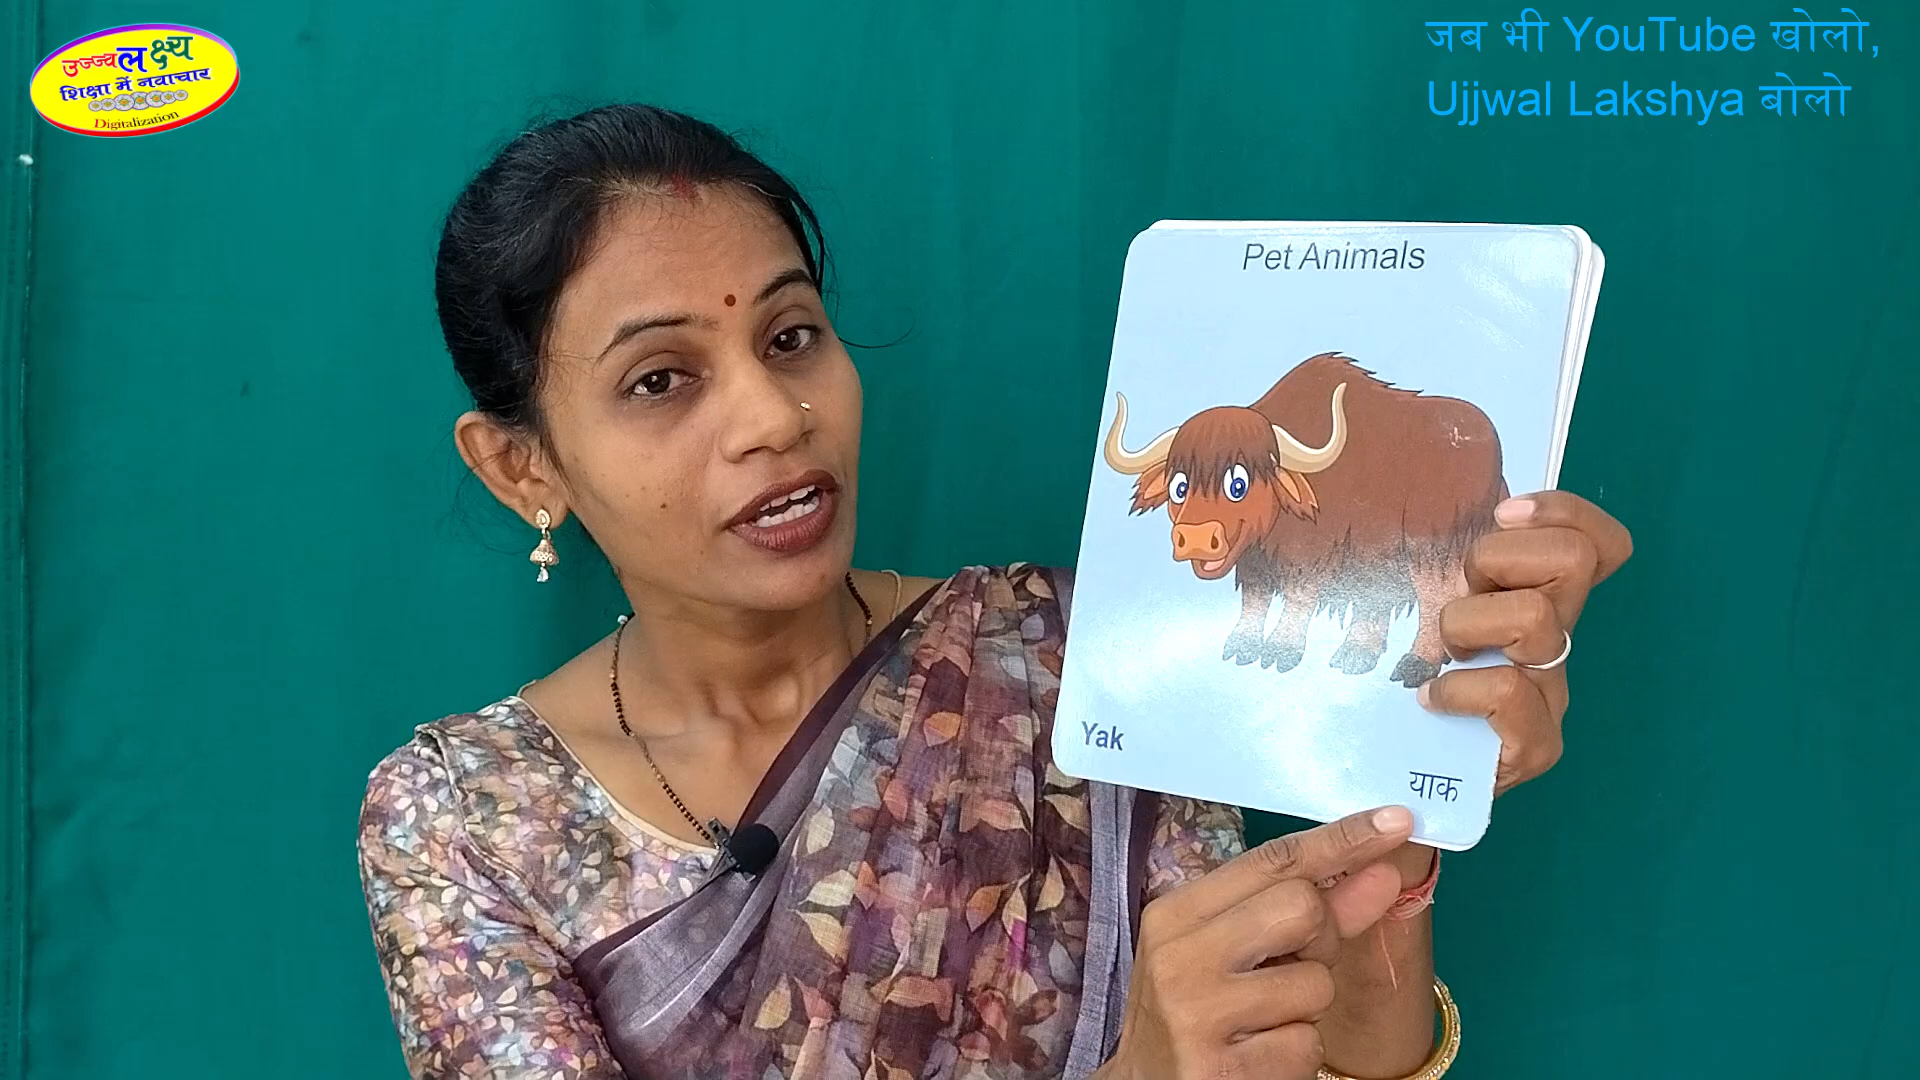 उज्ज्वल लक्ष्य
शिक्षा में नवाचार
Digitalization
जब भी YouTube खोलो,
Ujjwal Lakshya बोलो
Pet Animals
Yak
याक